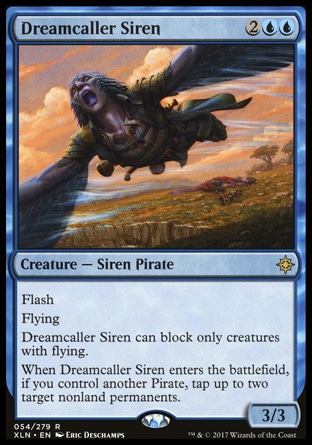 Dreamcaller Siren 2
Creature — Siren Pirate
Flash
Flying
Dreamcaller Siren can block only creatures
with flying.
When Dreamcaller Siren enters the battlefield,
if you control another Pirate, tap up to two
target nonland permanents.
3/3
054/279 R
XLN • EN Eric Deschamps
™ & © 2017 Wizards of the Coast